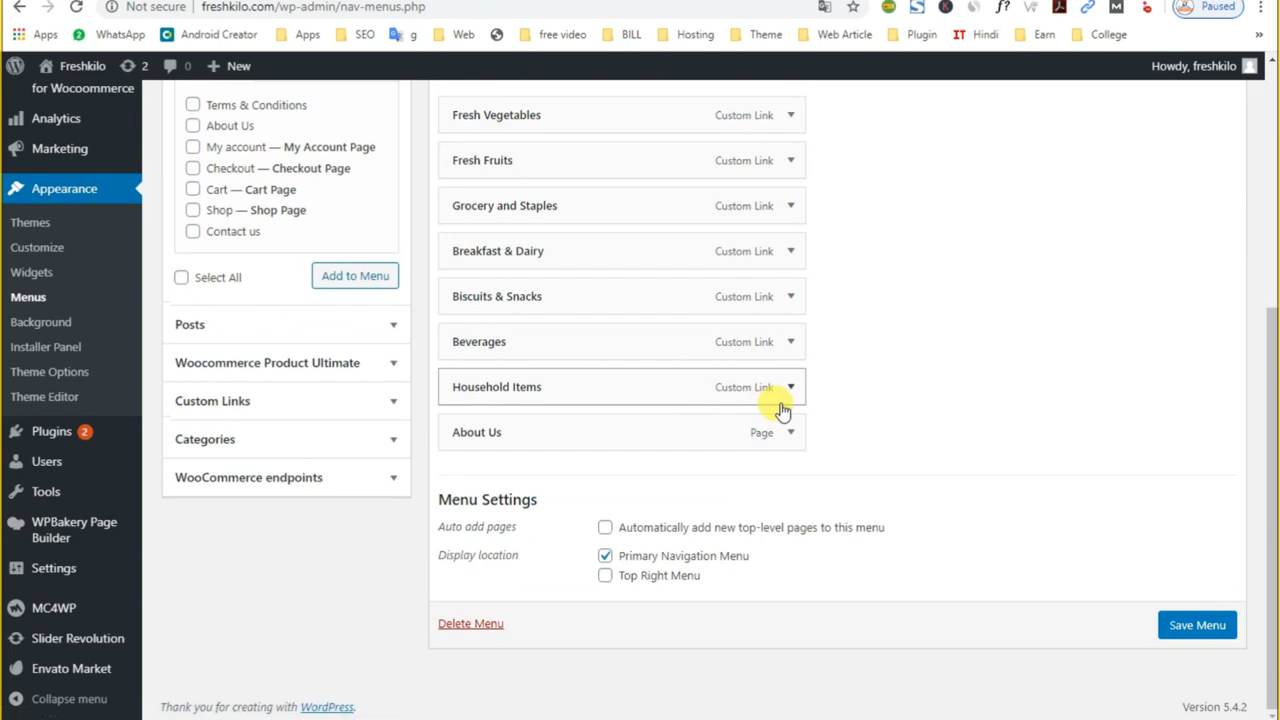 Not secure
freshkilo.com/wp-admin/nav-menus.php
Paused
Apps
2
WhatsApp
Android Creator
Apps
SEO
g
Web
free video
BILL
Hosting
Theme
Web Article
Plugin
IT Hindi
Earn
College
»
Freshkilo
2
0
New
Howdy, freshkilo
for Woocommerce
Analytics
Marketing
Appearance
Themes
Customize
Widgets
Menus
Background
Installer Panel
Theme Options
Theme Editor
Plugins 2
Users
Tools
WPBakery Page
Builder
Settings
MC4WP
Slider Revolution
Envato Market
Collapse menu
Terms & Conditions
About Us
My account — My Account Page
Checkout — Checkout Page
Cart — Cart Page
Shop — Shop Page
Contact us
Select All
Add to Menu
Posts
Woocommerce Product Ultimate
Custom Links
Categories
WooCommerce endpoints
Fresh Vegetables Custom Link
Fresh Fruits Custom Link
Grocery and Staples Custom Link
Breakfast & Dairy Custom Link
Biscuits & Snacks Custom Link
Beverages Custom Link
Household Items Custom Link
About Us Page
Menu Settings
Auto add pages
Automatically add new top-level pages to this menu
Display location
Primary Navigation Menu
Top Right Menu
Delete Menu
Save Menu
Thank you for creating with WordPress.
Version 5.4.2